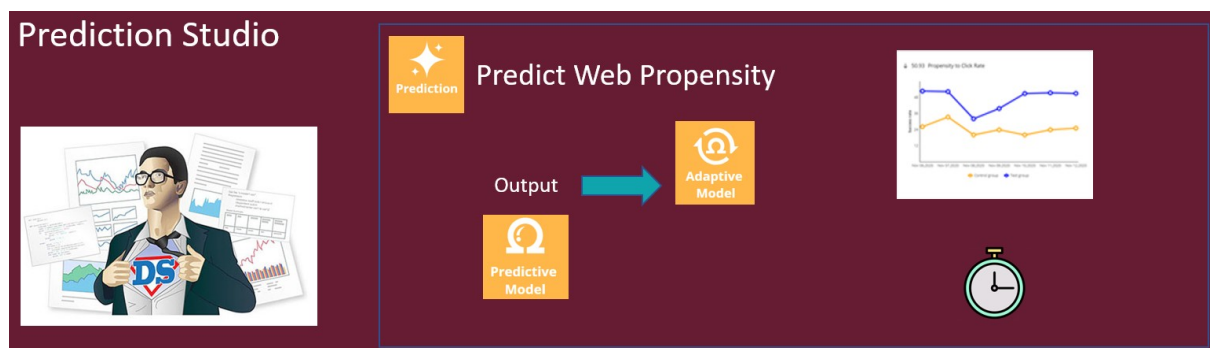 Prediction Studio
DS
Prediction
Predict Web Propensity
Output
Adaptive
Model
Predictive
Model
Propensity to Click Rate
Control group
Test group